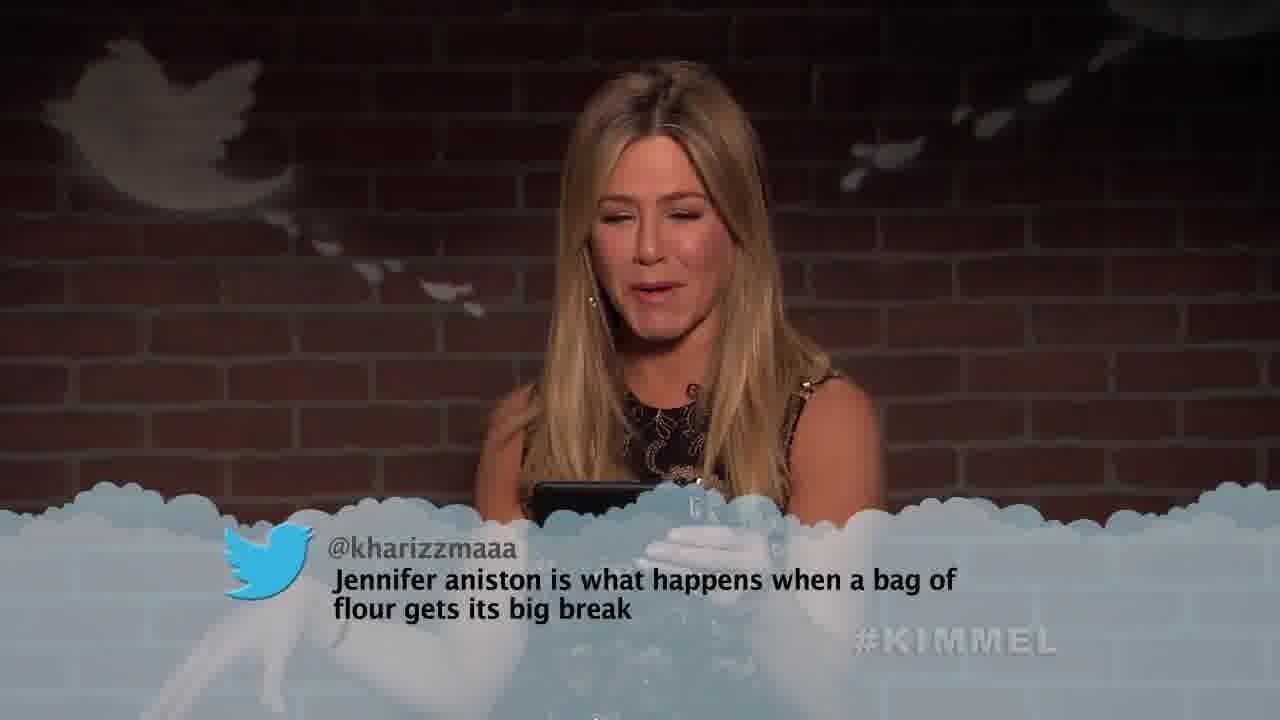 @kharizzmaaa
Jennifer aniston is what happens when a bag of
flour gets its big break
#KIMMEL